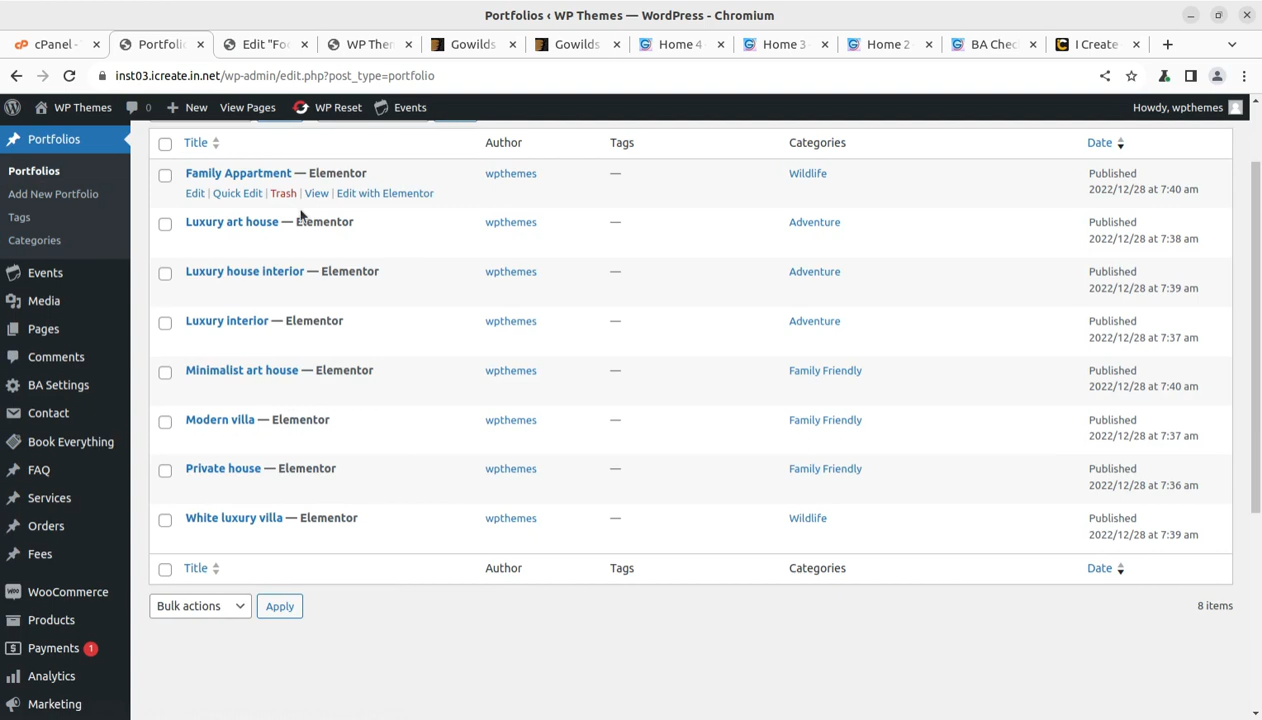 Portfolios ‹ WP Themes — WordPress - Chromium
cPanel - Portfoli Edit "Foo WP The Gowilds Gowilds Home 4 - Home 3 - Home 2 - BA Chec I Create -
inst03.icreate.in.net/wp-admin/edit.php?post_type=portfolio
WP Themes 0 New View Pages WP Reset Events Howdy, wpthemes
Portfolios
Portfolios
Add New Portfolio
Tags
Categories
Events
Media
Pages
Comments
BA Settings
Contact
Book Everything
FAQ
Services
Orders
Fees
WooCommerce
Products
Payments 1
Analytics
Marketing
Title Author Tags Categories Date
Family Appartment — Elementor wpthemes — Wildlife Published
Edit | Quick Edit | Trash | View | Edit with Elementor 2022/12/28 at 7:40 am
Luxury art house — Elementor wpthemes — Adventure Published
2022/12/28 at 7:38 am
Luxury house interior — Elementor wpthemes — Adventure Published
2022/12/28 at 7:39 am
Luxury interior — Elementor wpthemes — Adventure Published
2022/12/28 at 7:37 am
Minimalist art house — Elementor wpthemes — Family Friendly Published
2022/12/28 at 7:40 am
Modern villa — Elementor wpthemes — Family Friendly Published
2022/12/28 at 7:37 am
Private house — Elementor wpthemes — Family Friendly Published
2022/12/28 at 7:36 am
White luxury villa — Elementor wpthemes — Wildlife Published
2022/12/28 at 7:39 am
Title Author Tags Categories Date
Bulk actions Apply 8 items